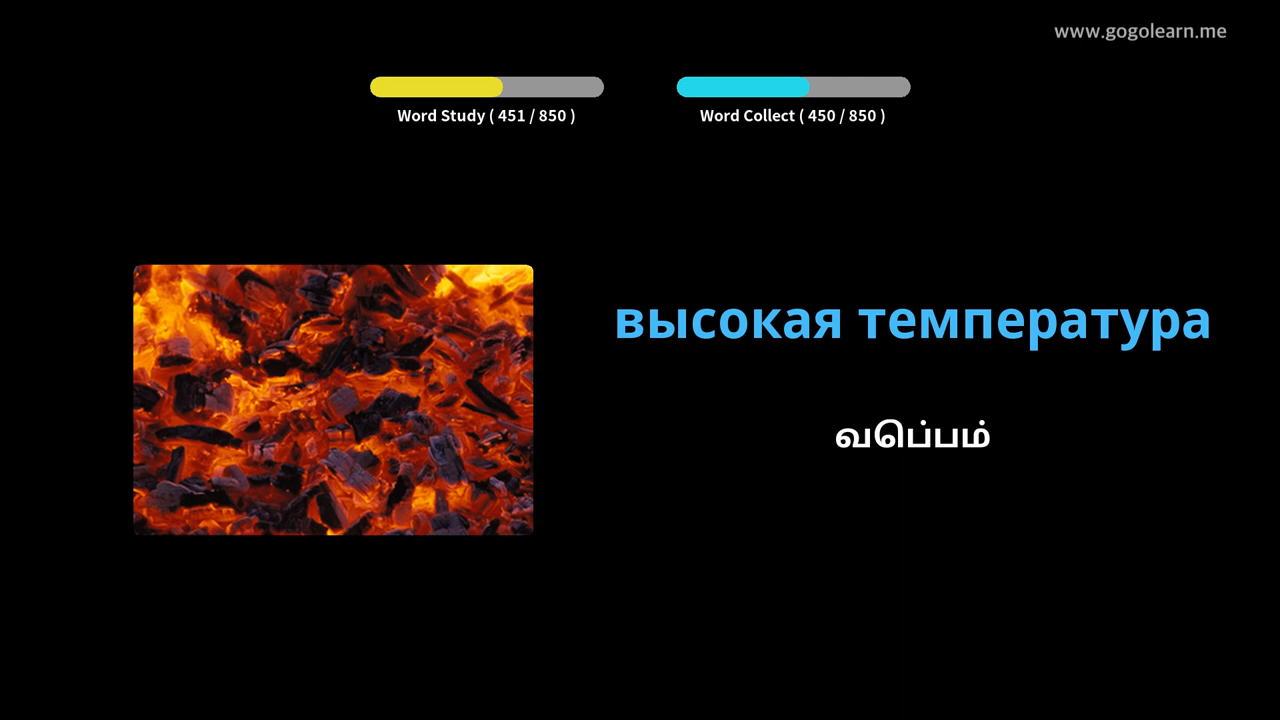 www.gogolearn.me
Word Study ( 451 / 850 )
Word Collect ( 450 / 850 )
высокая температура
வெப்பம்